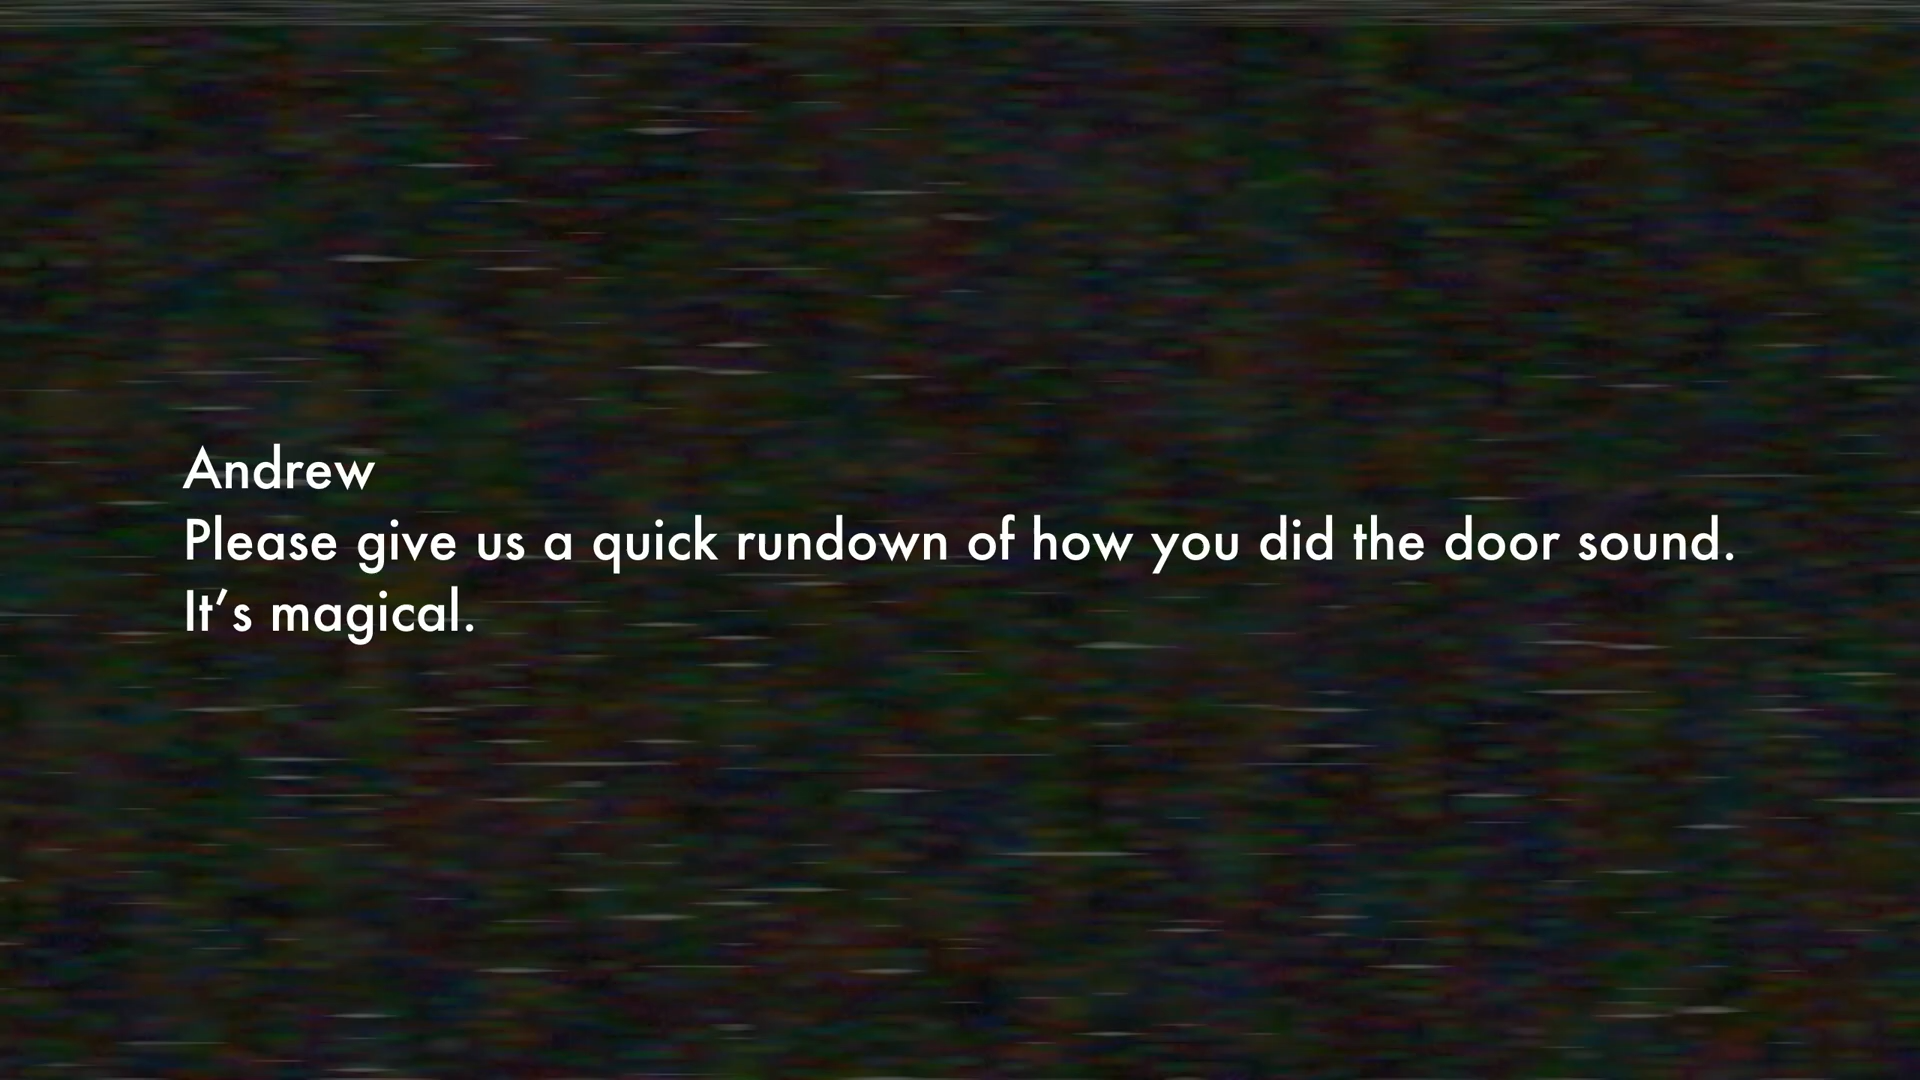 Andrew
Please give us a quick rundown of how you did the door sound.
It’s magical.